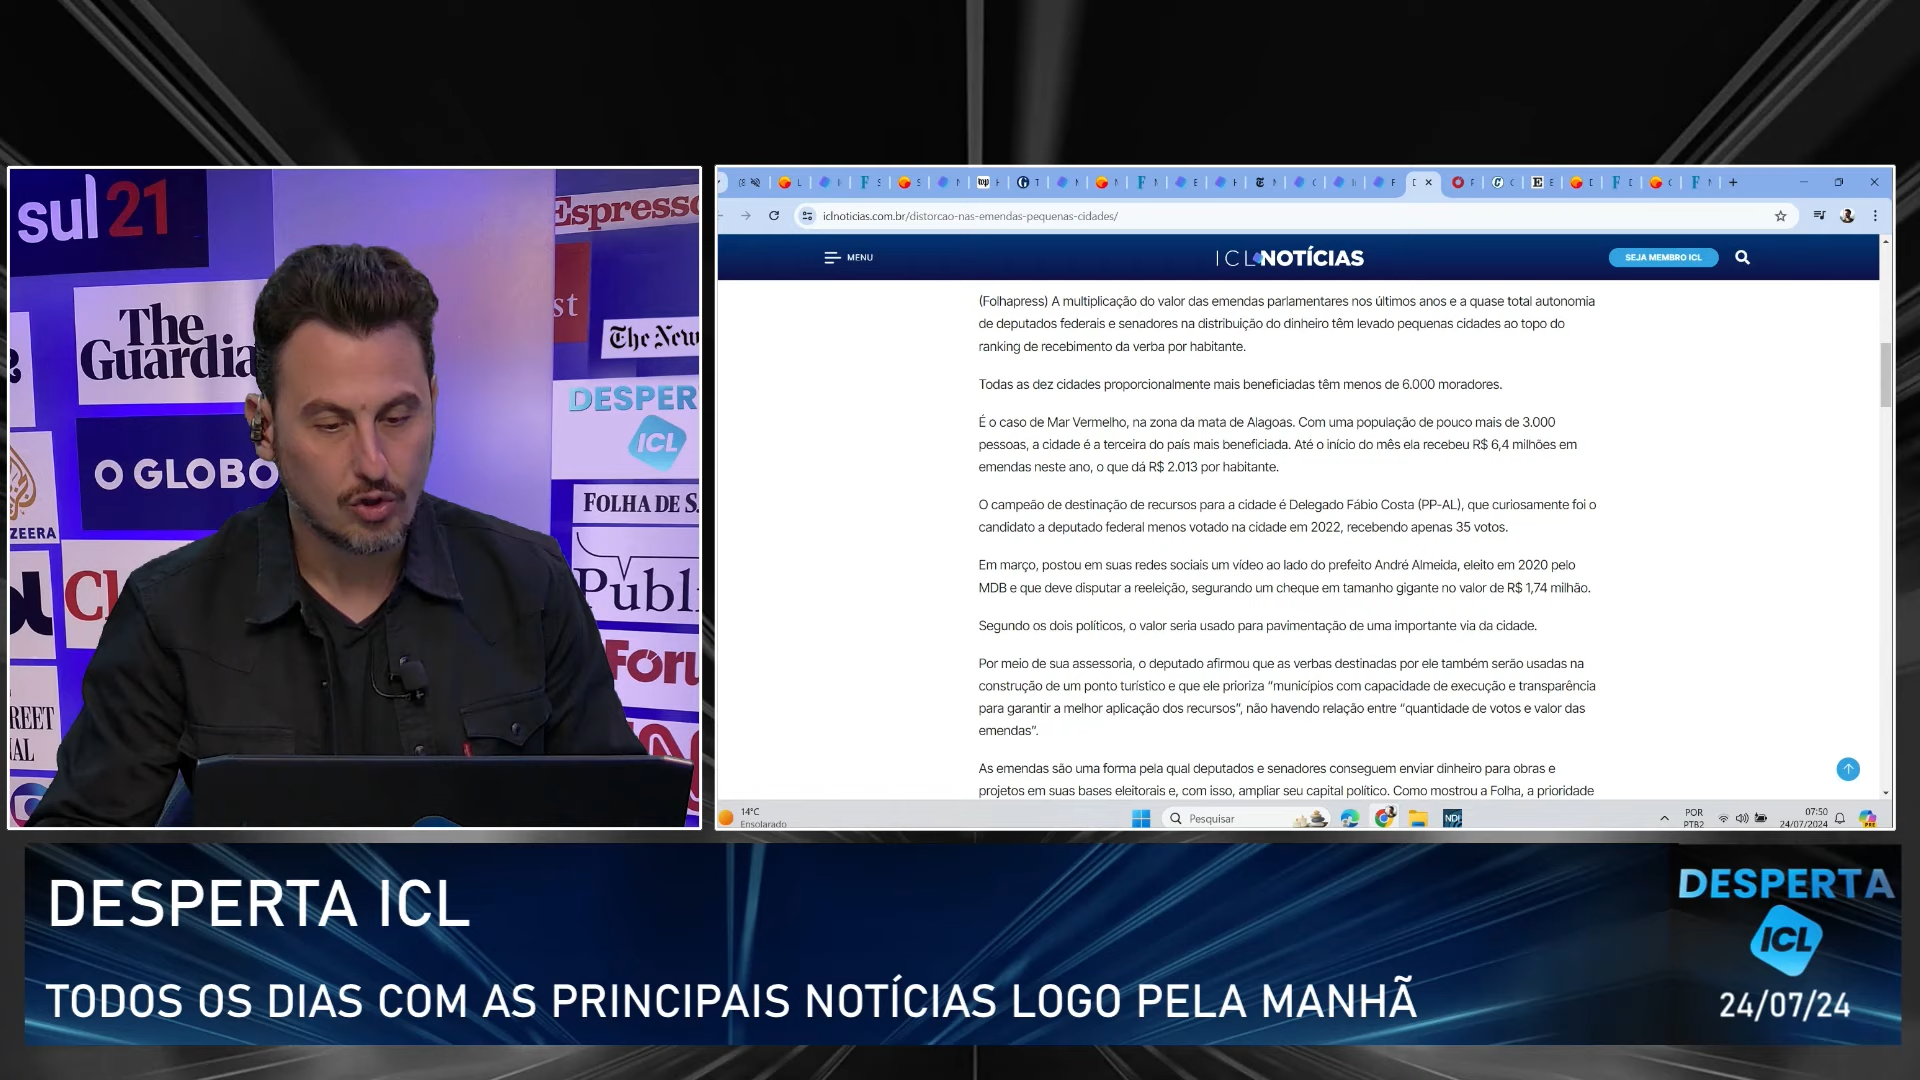 sul21
The
Guardia
O GLOBO
ZEERA
REET
Espresso
st
The New
DESPER
ICL
FOLHA DE S.
Públi
Foru
iclnoticias.com.br/distorcao-nas-emendas-pequenas-cidades/
MENU
ICL NOTÍCIAS
SEJA MEMBRO ICL
(Folhapress) A multiplicação do valor das emendas parlamentares nos últimos anos e a quase total autonomia
de deputados federais e senadores na distribuição do dinheiro têm levado pequenas cidades ao topo do
ranking de recebimento da verba por habitante.
Todas as dez cidades proporcionalmente mais beneficiadas têm menos de 6.000 moradores.
É o caso de Mar Vermelho, na zona da mata de Alagoas. Com uma população de pouco mais de 3.000
pessoas, a cidade é a terceira do país mais beneficiada. Até o início do mês ela recebeu R$ 6,4 milhões em
emendas neste ano, o que dá R$ 2.013 por habitante.
O campeão de destinação de recursos para a cidade é Delegado Fábio Costa (PP-AL), que curiosamente foi o
candidato a deputado federal menos votado na cidade em 2022, recebendo apenas 35 votos.
Em março, postou em suas redes sociais um vídeo ao lado do prefeito André Almeida, eleito em 2020 pelo
MDB e que deve disputar a reeleição, segurando um cheque em tamanho gigante no valor de R$ 1,74 milhão.
Segundo os dois políticos, o valor seria usado para pavimentação de uma importante via da cidade.
Por meio de sua assessoria, o deputado afirmou que as verbas destinadas por ele também serão usadas na
construção de um ponto turístico e que ele prioriza “municípios com capacidade de execução e transparência
para garantir a melhor aplicação dos recursos”, não havendo relação entre “quantidade de votos e valor das
emendas”.
As emendas são uma forma pela qual deputados e senadores conseguem enviar dinheiro para obras e
projetos em suas bases eleitorais e, com isso, ampliar seu capital político. Como mostrou a Folha, a prioridade
14°C
Ensolarado
Pesquisar
POR
PTB2
07:50
24/07/2024
DESPERTA ICL
TODOS OS DIAS COM AS PRINCIPAIS NOTÍCIAS LOGO PELA MANHÃ
DESPERTA
ICL
24/07/24